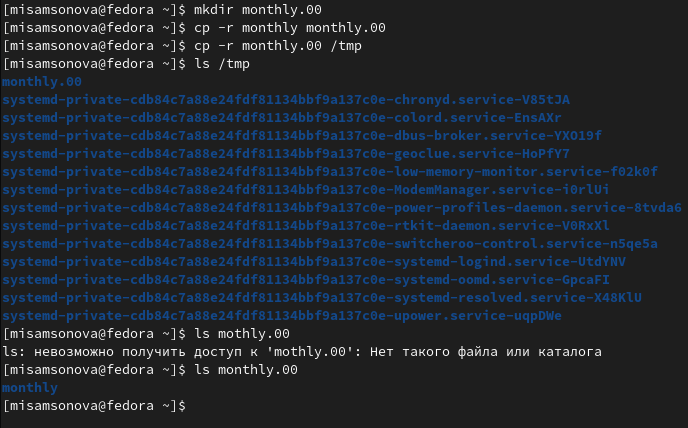 [misamsonova@fedora ~]$ mkdir monthly.00
[misamsonova@fedora ~]$ cp -r monthly monthly.00
[misamsonova@fedora ~]$ cp -r monthly.00 /tmp
[misamsonova@fedora ~]$ ls /tmp
monthly.00
systemd-private-cdb84c7a88e24fdf81134bbf9a137c0e-chronyd.service-V85tJA
systemd-private-cdb84c7a88e24fdf81134bbf9a137c0e-colord.service-EnsAXr
systemd-private-cdb84c7a88e24fdf81134bbf9a137c0e-dbus-broker.service-YXO19f
systemd-private-cdb84c7a88e24fdf81134bbf9a137c0e-geoclue.service-HoPfY7
systemd-private-cdb84c7a88e24fdf81134bbf9a137c0e-low-memory-monitor.service-f02k0f
systemd-private-cdb84c7a88e24fdf81134bbf9a137c0e-ModemManager.service-i0rlUi
systemd-private-cdb84c7a88e24fdf81134bbf9a137c0e-power-profiles-daemon.service-8tvda6
systemd-private-cdb84c7a88e24fdf81134bbf9a137c0e-rtkit-daemon.service-V0RxXl
systemd-private-cdb84c7a88e24fdf81134bbf9a137c0e-switcheroo-control.service-n5qe5a
systemd-private-cdb84c7a88e24fdf81134bbf9a137c0e-systemd-logind.service-UtdYNV
systemd-private-cdb84c7a88e24fdf81134bbf9a137c0e-systemd-oomd.service-GpcaFI
systemd-private-cdb84c7a88e24fdf81134bbf9a137c0e-systemd-resolved.service-X48KlU
systemd-private-cdb84c7a88e24fdf81134bbf9a137c0e-upower.service-uqpDWe
[misamsonova@fedora ~]$ ls mothly.00
ls: невозможно получить доступ к 'mothly.00': Нет такого файла или каталога
[misamsonova@fedora ~]$ ls monthly.00
monthly
[misamsonova@fedora ~]$